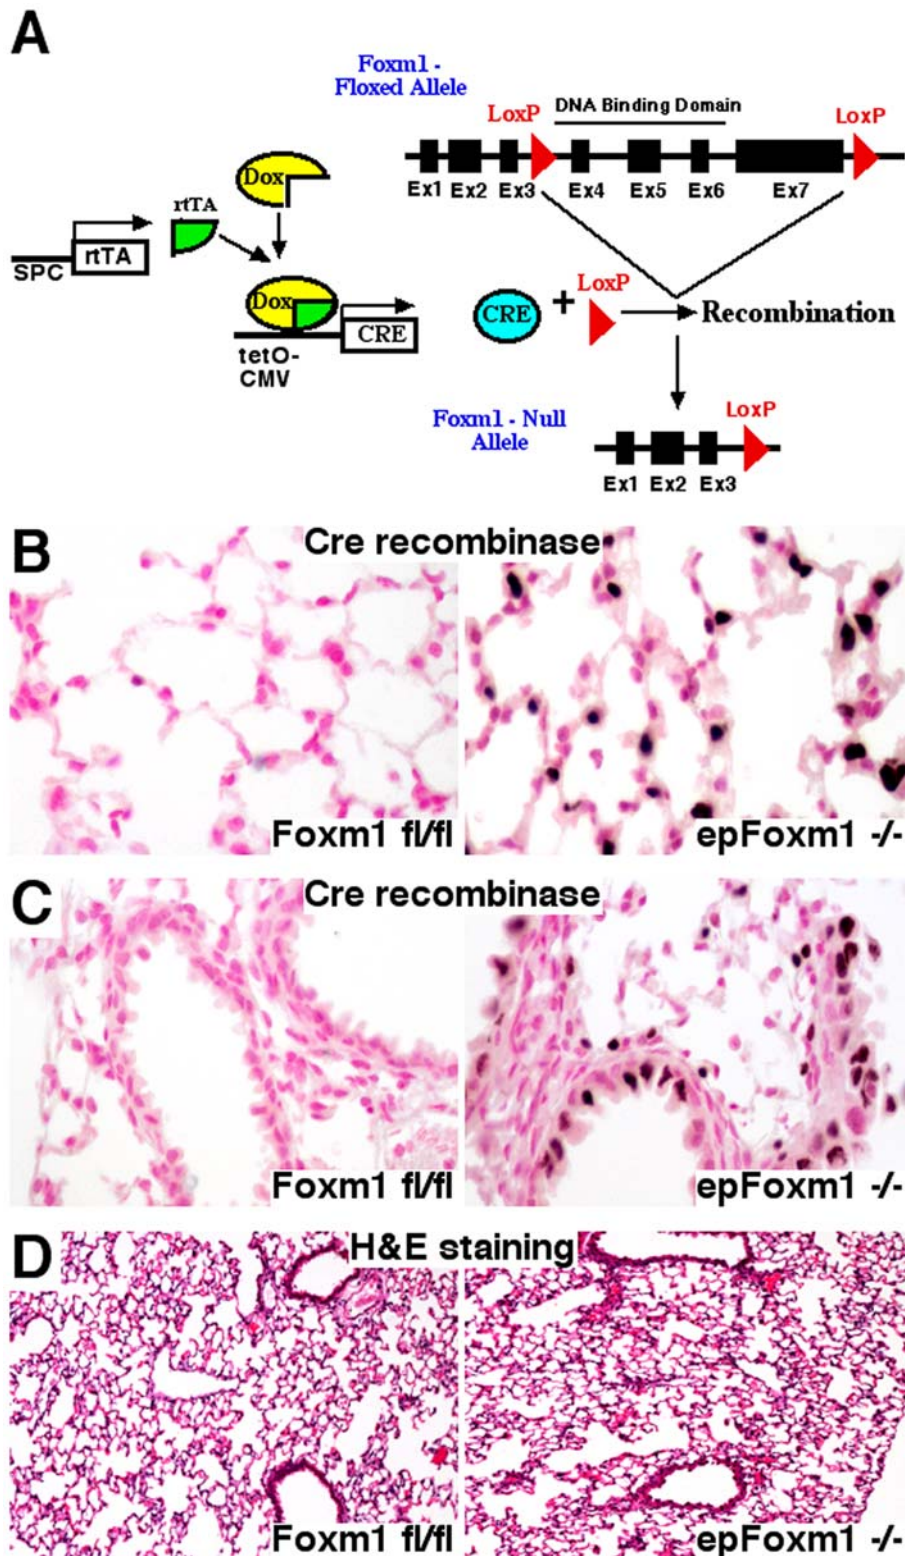 A
Foxm1 -
Floxed Allele
DNA Binding Domain
LoxP
LoxP
Ex1 Ex2 Ex3 Ex4 Ex5 Ex6 Ex7
Dox
rtTA
SPC
rtTA
Dox
tetO-
CMV
CRE
CRE
+
LoxP
Recombination
Foxm1 - Null
Allele
LoxP
Ex1 Ex2 Ex3
B
Cre recombinase
Foxm1 fl/fl
epFoxm1 -/-
C
Cre recombinase
Foxm1 fl/fl
epFoxm1 -/-
D
H&E staining
Foxm1 fl/fl
epFoxm1 -/-